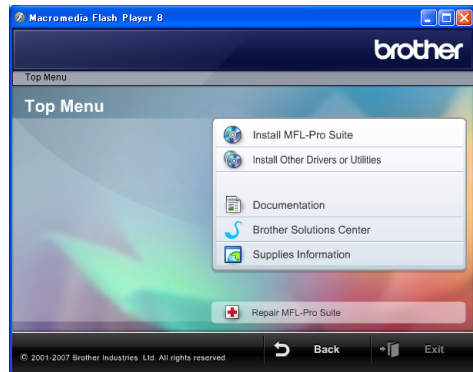 Macromedia Flash Player 8
brother
Top Menu
Top Menu
Install MFL-Pro Suite
Install Other Drivers or Utilities
Documentation
Brother Solutions Center
Supplies Information
Repair MFL-Pro Suite
© 2001-2007 Brother Industries Ltd. All rights reserved
Back
Exit